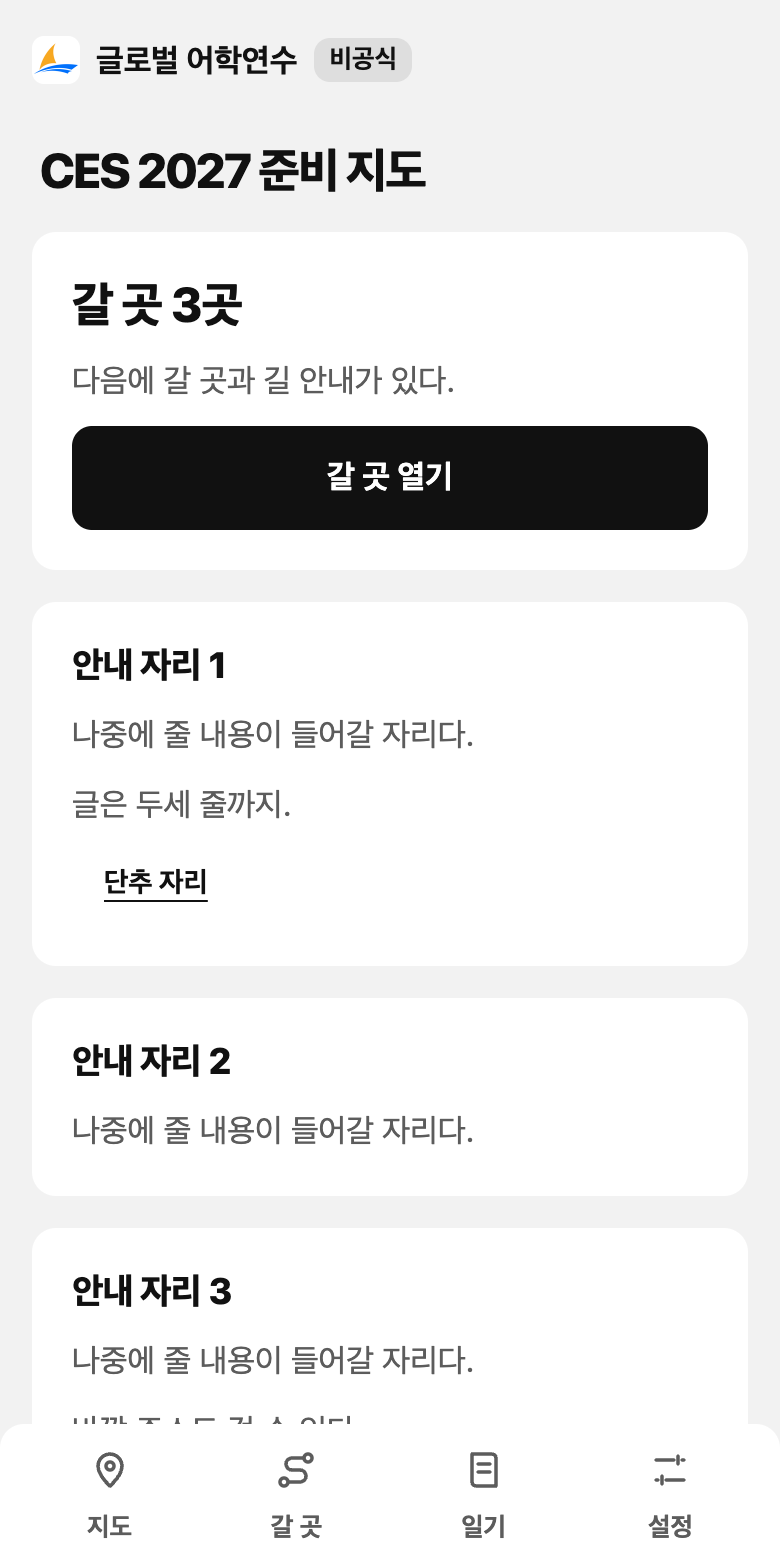 글로벌 어학연수 비공식
CES 2027 준비 지도
갈 곳 3곳
다음에 갈 곳과 길 안내가 있다.
갈 곳 열기
안내 자리 1
나중에 줄 내용이 들어갈 자리다.
글은 두세 줄까지.
단추 자리
안내 자리 2
나중에 줄 내용이 들어갈 자리다.
안내 자리 3
나중에 줄 내용이 들어갈 자리다.
지도 갈 곳 일기 설정